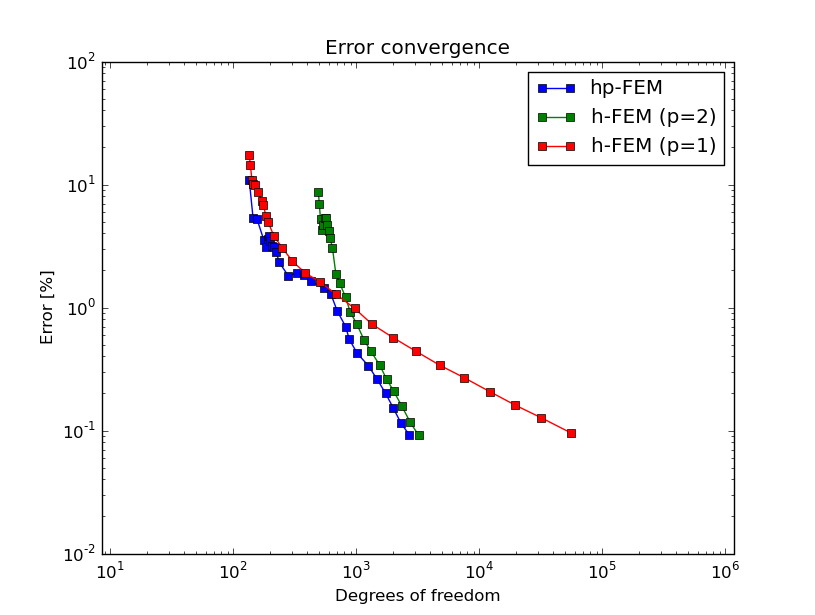 Error convergence
10^2
10^1
10^0
10^-1
10^-2
Error [%]
hp-FEM
h-FEM (p=2)
h-FEM (p=1)
10^1 10^2 10^3 10^4 10^5 10^6
Degrees of freedom